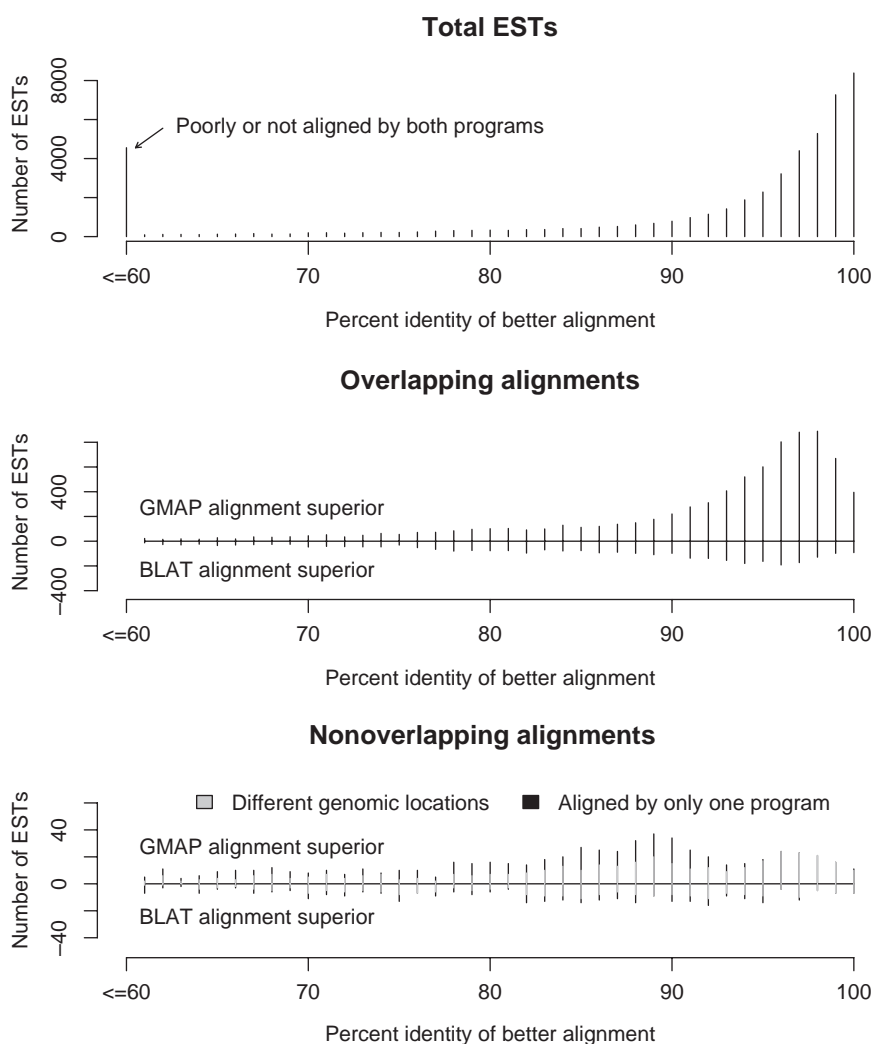 Total ESTs
Number of ESTs
8000
4000
0
Poorly or not aligned by both programs
<=60 70 80 90 100
Percent identity of better alignment
Overlapping alignments
Number of ESTs
400
0
−400
GMAP alignment superior
BLAT alignment superior
<=60 70 80 90 100
Percent identity of better alignment
Nonoverlapping alignments
Number of ESTs
40
0
−40
Different genomic locations Aligned by only one program
GMAP alignment superior
BLAT alignment superior
<=60 70 80 90 100
Percent identity of better alignment